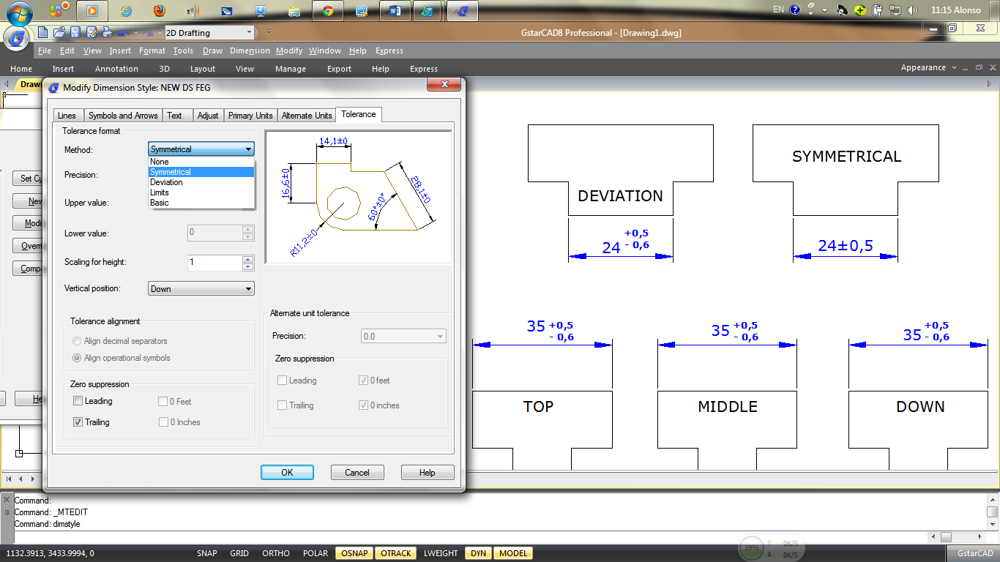 EN
11:15 Alonso
2D Drafting
GstarCAD8 Professional - [Drawing1.dwg]
File Edit View Insert Format Tools Draw Dimension Modify Window Help Express
Home Insert Annotation 3D Layout View Manage Export Help Express
Appearance
Modify Dimension Style: NEW DS FEG
Lines Symbols and Arrows Text Adjust Primary Units Alternate Units Tolerance
Tolerance format
Method: Symmetrical
None
Symmetrical
Deviation
Limits
Basic
Precision:
Upper value:
Lower value: 0
Scaling for height: 1
Vertical position: Down
Tolerance alignment
Align decimal separators
Align operational symbols
Zero suppression
Leading 0 Feet
Trailing 0 Inches
14,1±0
16,6±0
28,1±0
60°±0°
R11,2±0
Alternate unit tolerance
Precision: 0.0
Zero suppression
Leading 0 feet
Trailing 0 inches
OK Cancel Help
DEVIATION
24 +0,5
- 0,6
SYMMETRICAL
24±0,5
35 +0,5
- 0,6
TOP
35 +0,5
- 0,6
MIDDLE
35 +0,5
- 0,6
DOWN
Command:
Command: _MTEDIT
Command: dimstyle
1132.3913, 3433.9994, 0
SNAP GRID ORTHO POLAR OSNAP OTRACK LWEIGHT DYN MODEL
39%
0K/S
0K/S
GstarCAD